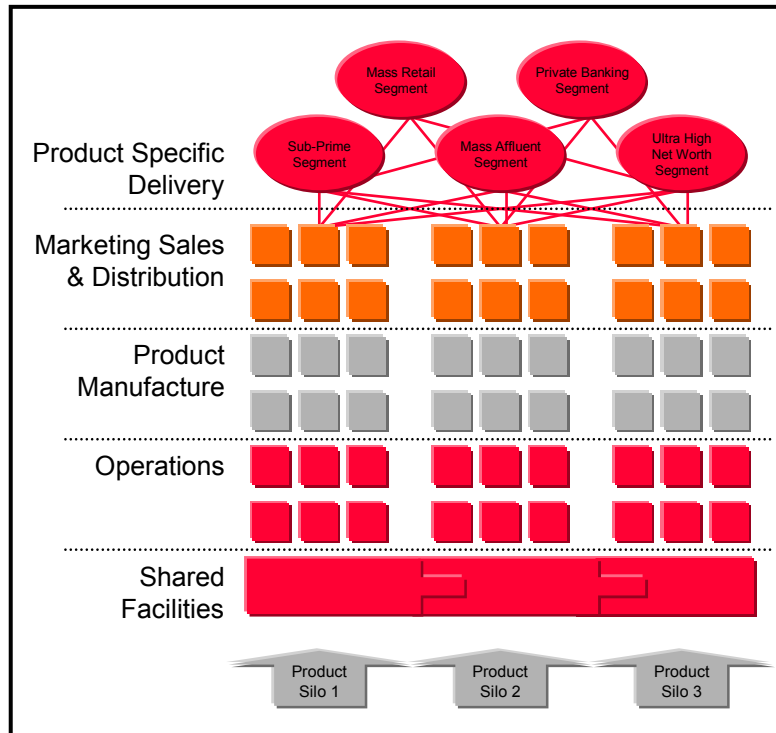 Mass Retail
Segment
Private Banking
Segment
Sub-Prime
Segment
Mass Affluent
Segment
Ultra High
Net Worth
Segment
Product Specific
Delivery
Marketing Sales
& Distribution
Product
Manufacture
Operations
Shared
Facilities
Product
Silo 1
Product
Silo 2
Product
Silo 3